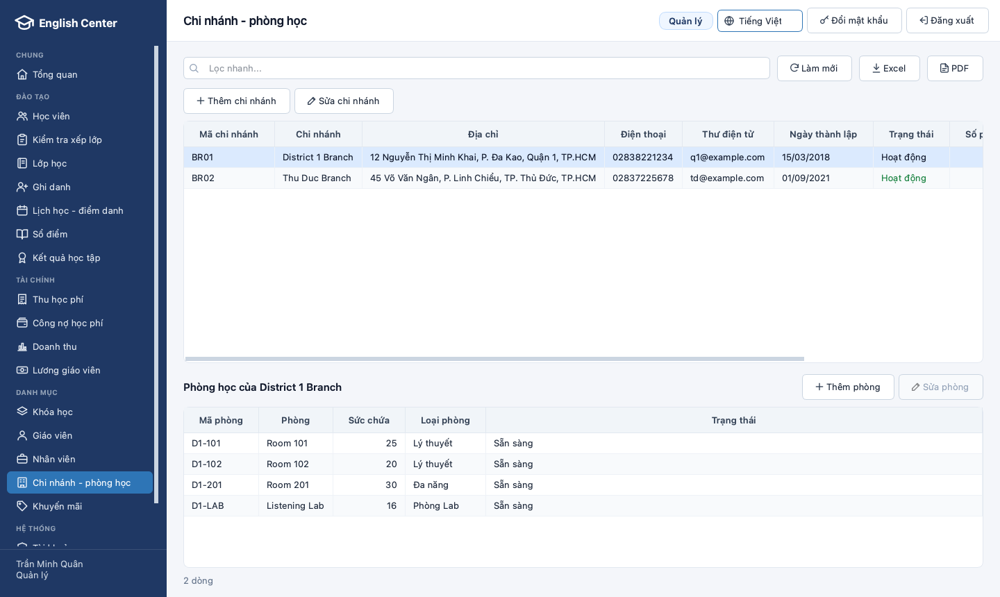 English Center
Chi nhánh - phòng học
Quản lý
Tiếng Việt
Đổi mật khẩu
Đăng xuất
CHUNG
Tổng quan
ĐÀO TẠO
Học viên
Kiểm tra xếp lớp
Lớp học
Ghi danh
Lịch học - điểm danh
Sổ điểm
Kết quả học tập
TÀI CHÍNH
Thu học phí
Công nợ học phí
Doanh thu
Lương giáo viên
DANH MỤC
Khóa học
Giáo viên
Nhân viên
Chi nhánh - phòng học
Khuyến mãi
HỆ THỐNG
Trần Minh Quân
Quản lý
Lọc nhanh...
Làm mới
Excel
PDF
Thêm chi nhánh
Sửa chi nhánh
Mã chi nhánh Chi nhánh Địa chỉ Điện thoại Thư điện tử Ngày thành lập Trạng thái Số
BR01 District 1 Branch 12 Nguyễn Thị Minh Khai, P. Đa Kao, Quận 1, TP.HCM 02838221234 q1@example.com 15/03/2018 Hoạt động
BR02 Thu Duc Branch 45 Võ Văn Ngân, P. Linh Chiểu, TP. Thủ Đức, TP.HCM 02837225678 td@example.com 01/09/2021 Hoạt động
Phòng học của District 1 Branch
Thêm phòng
Sửa phòng
Mã phòng Phòng Sức chứa Loại phòng Trạng thái
D1-101 Room 101 25 Lý thuyết Sẵn sàng
D1-102 Room 102 20 Lý thuyết Sẵn sàng
D1-201 Room 201 30 Đa năng Sẵn sàng
D1-LAB Listening Lab 16 Phòng Lab Sẵn sàng
2 dòng